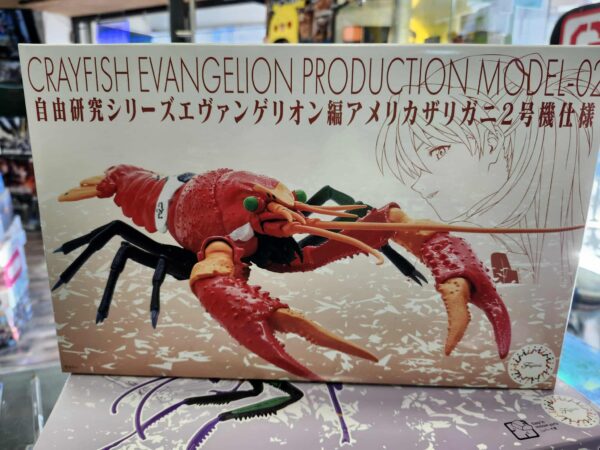 CRAYFISH EVANGELION PRODUCTION MODEL-02
自由研究シリーズエヴァンゲリオン編アメリカザリガニ2号機仕様